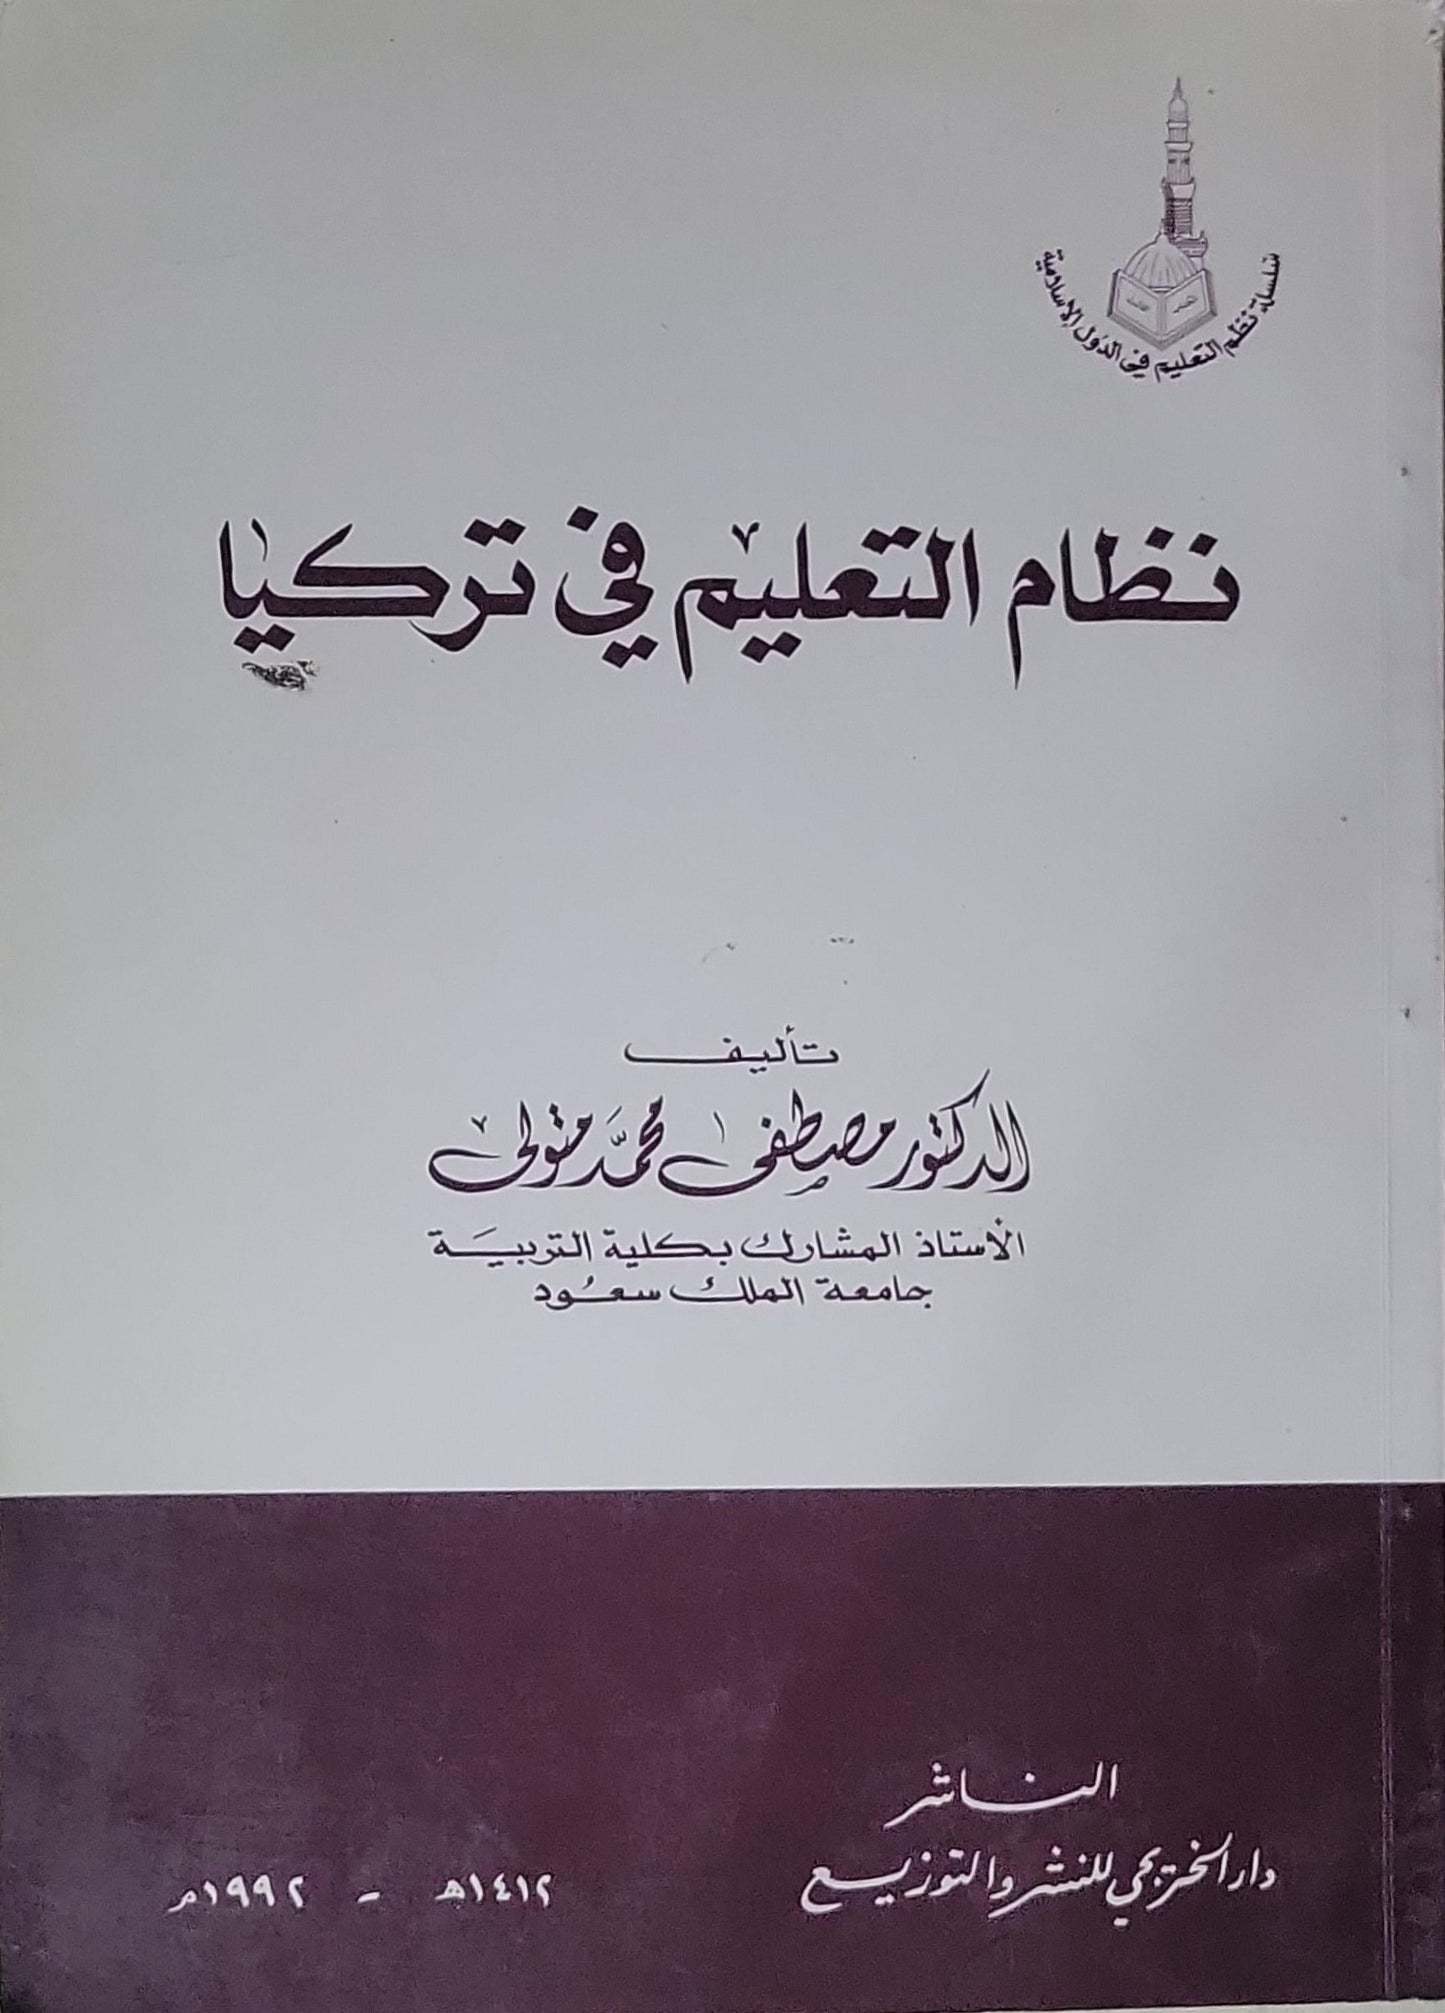 سلسلة نظم التعليم في الدول الإسلامية
نظام التعليم في تركيا
تأليف
الدكتور مصطفى محمد متولي
الأستاذ المشارك بكلية التربية
جامعة الملك سعود
الناشر
دار الخريجي للنشر والتوزيع
١٤١٢هـ - ١٩٩٢م